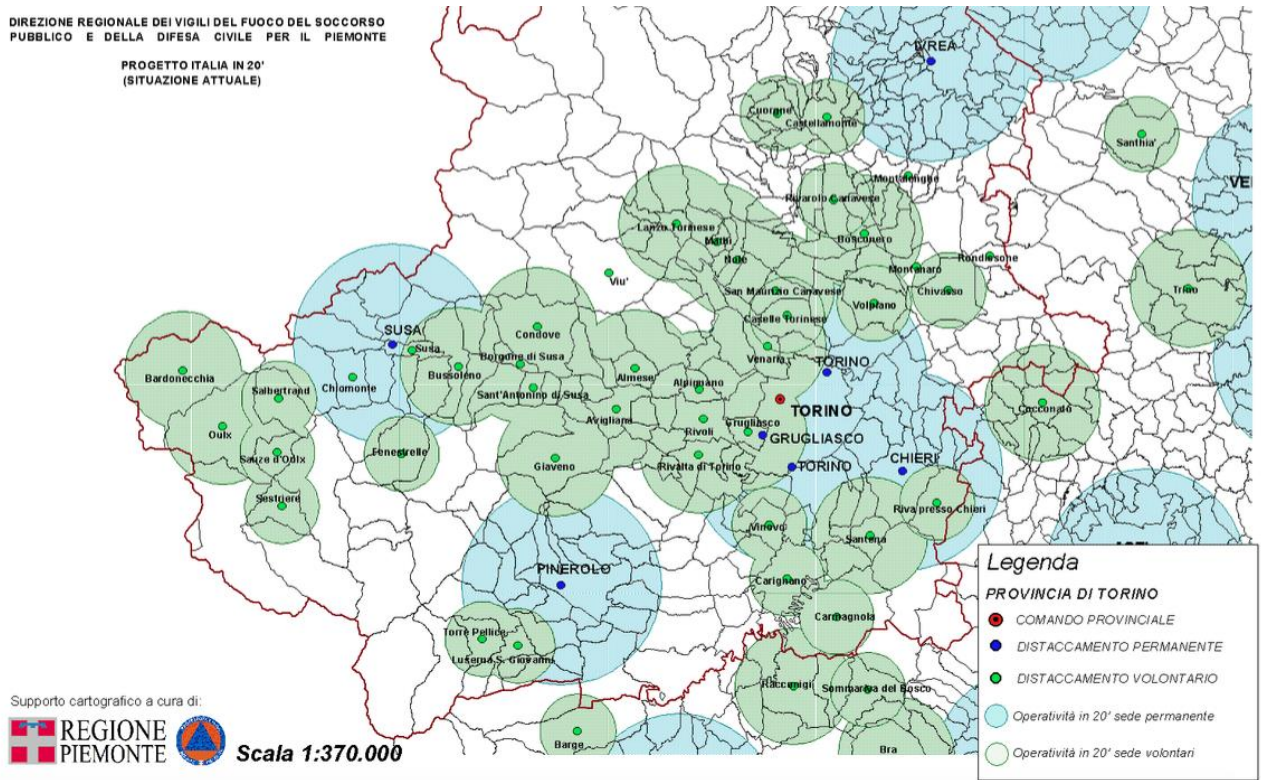 DIREZIONE REGIONALE DEI VIGILI DEL FUOCO DEL SOCCORSO
PUBBLICO E DELLA DIFESA CIVILE PER IL PIEMONTE
PROGETTO ITALIA IN 20'
(SITUAZIONE ATTUALE)
IVREA
Cuorgne
Castellamonte
Santhia'
Montalenghe
Rivarolo Canavese
Lanzo Torinese
Mathi
Bosconero
Nole
Rondissone
Montanaro
Viu'
San Maurizio Canavese
Chivasso
Volpiano
Trino
Caselle Torinese
SUSA
Susa
Condove
Venaria
TORINO
Borgone di Susa
Bardonecchia
Bussoleno
Almese
Chiomonte
Salbertrand
Alpignano
Sant'Antonino di Susa
TORINO
Cocconato
Avigliana
Oulx
Rivoli
Grugliasco
GRUGLIASCO
Fenestrelle
Sauze d'Oulx
Giaveno
Rivalta di Torino
TORINO
CHIERI
Sestriere
Riva presso Chieri
Vinovo
Santena
PINEROLO
Carignano
Carmagnola
Torre Pellice
Luserna S. Giovanni
Racconigi
Sommariva del Bosco
Barge
Bra
Legenda
PROVINCIA DI TORINO
COMANDO PROVINCIALE
DISTACCAMENTO PERMANENTE
DISTACCAMENTO VOLONTARIO
Operatività in 20' sede permanente
Operatività in 20' sede volontari
Supporto cartografico a cura di:
REGIONE
PIEMONTE
Scala 1:370.000